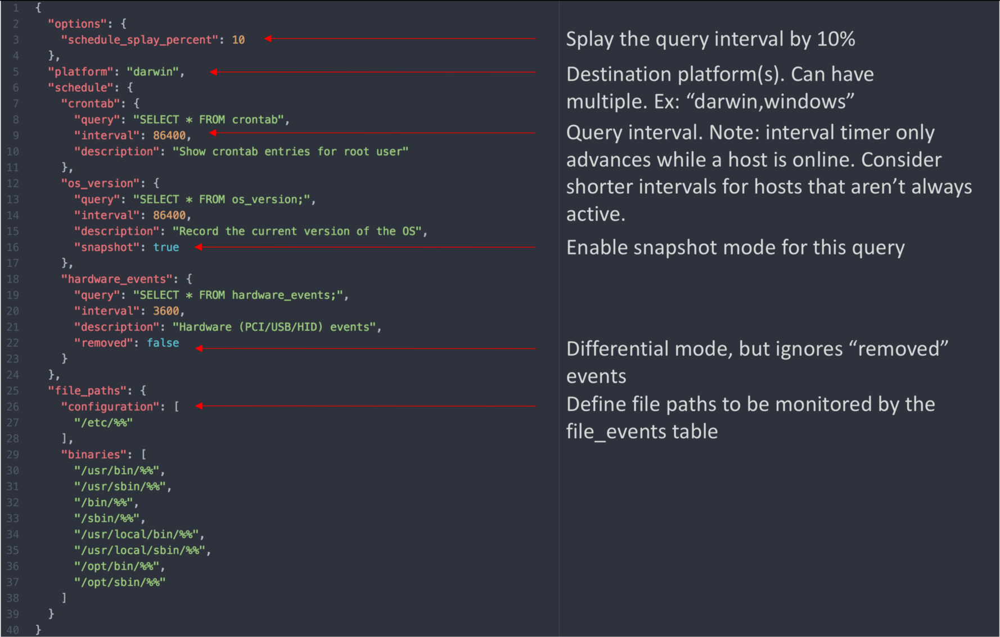 1 {
2 "options": {
3 "schedule_splay_percent": 10
4 },
5 "platform": "darwin",
6 "schedule": {
7 "crontab": {
8 "query": "SELECT * FROM crontab",
9 "interval": 86400,
10 "description": "Show crontab entries for root user"
11 },
12 "os_version": {
13 "query": "SELECT * FROM os_version;",
14 "interval": 86400,
15 "description": "Record the current version of the OS",
16 "snapshot": true
17 },
18 "hardware_events": {
19 "query": "SELECT * FROM hardware_events;",
20 "interval": 3600,
21 "description": "Hardware (PCI/USB/HID) events",
22 "removed": false
23 }
24 },
25 "file_paths": {
26 "configuration": [
27 "/etc/%%"
28 ],
29 "binaries": [
30 "/usr/bin/%%",
31 "/usr/sbin/%%",
32 "/bin/%%",
33 "/sbin/%%",
34 "/usr/local/bin/%%",
35 "/usr/local/sbin/%%",
36 "/opt/bin/%%",
37 "/opt/sbin/%%"
38 ]
39 }
40 }
Splay the query interval by 10%
Destination platform(s). Can have
multiple. Ex: “darwin,windows”
Query interval. Note: interval timer only
advances while a host is online. Consider
shorter intervals for hosts that aren’t always
active.
Enable snapshot mode for this query
Differential mode, but ignores “removed”
events
Define file paths to be monitored by the
file_events table